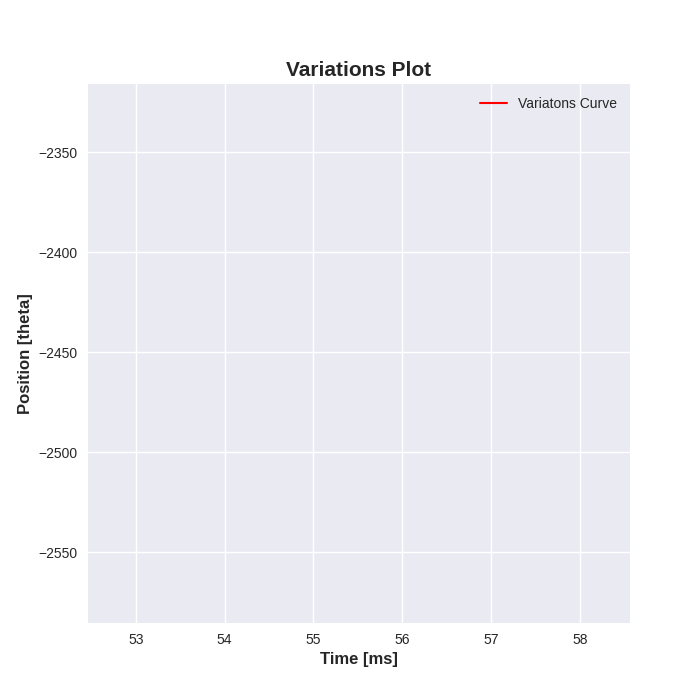 Variations Plot
Variatons Curve
−2350
−2400
−2450
−2500
−2550
Position [theta]
53 54 55 56 57 58
Time [ms]